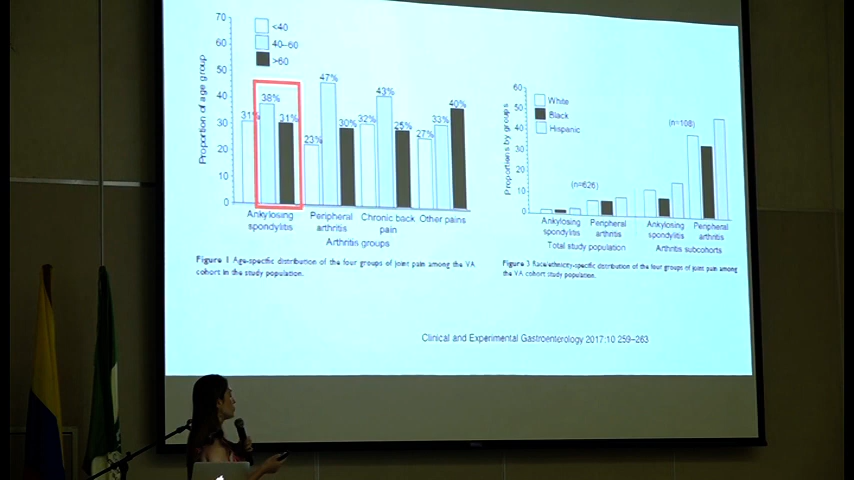 70
60
50
40
30
20
10
0
Proportion of age group
<40
40–60
>60
31%
38%
31%
23%
47%
30%
32%
43%
25%
27%
33%
40%
Ankylosing
spondylitis
Peripheral
arthritis
Chronic back
pain
Other pains
Arthritis groups
Figure 1 Age-specific distribution of the four groups of joint pain among the VA
cohort in the study population.
60
50
40
30
20
10
0
Proportions by groups
White
Black
Hispanic
(n=626)
(n=108)
Ankylosing
spondylitis
Peripheral
arthritis
Ankylosing
spondylitis
Peripheral
arthritis
Total study population
Arthritis subcohorts
Figure 3 Race/ethnicity-specific distribution of the four groups of joint pain among
the VA cohort study population.
Clinical and Experimental Gastroenterology 2017:10 259–263